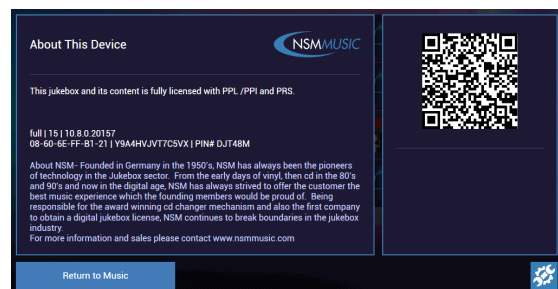 About This Device
NSMMUSIC
This jukebox and its content is fully licensed with PPL /PPI and PRS.
full | 15 | 10.8.0.20157
08-60-6E-FF-B1-21 | Y9A4HVJVT7C5VX | PIN# DJT48M
About NSM- Founded in Germany in the 1950's, NSM has always been the pioneers
of technology in the Jukebox sector. From the early days of vinyl, then cd in the 80's
and 90's and now in the digital age, NSM has always strived to offer the customer the
best music experience which the founding members would be proud of. Being
responsible for the award winning cd changer mechanism and also the first company
to obtain a digital jukebox license, NSM continues to break boundaries in the jukebox
industry.
For more information and sales please contact www.nsmmusic.com
Return to Music